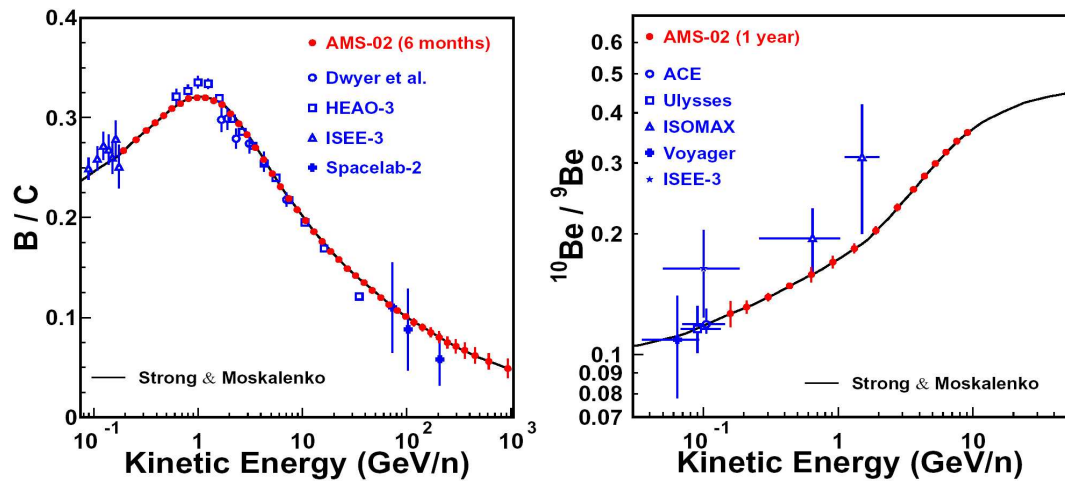 B / C
0.4
0.3
0.2
0.1
0
AMS-02 (6 months)
Dwyer et al.
HEAO-3
ISEE-3
Spacelab-2
Strong & Moskalenko
10 -1
1
10
10 2
10 3
Kinetic Energy (GeV/n)
10Be / 9Be
0.6
0.5
0.4
0.3
0.2
0.1
0.09
0.08
0.07
AMS-02 (1 year)
ACE
Ulysses
ISOMAX
Voyager
ISEE-3
Strong & Moskalenko
10 -1
1
10
Kinetic Energy (GeV/n)